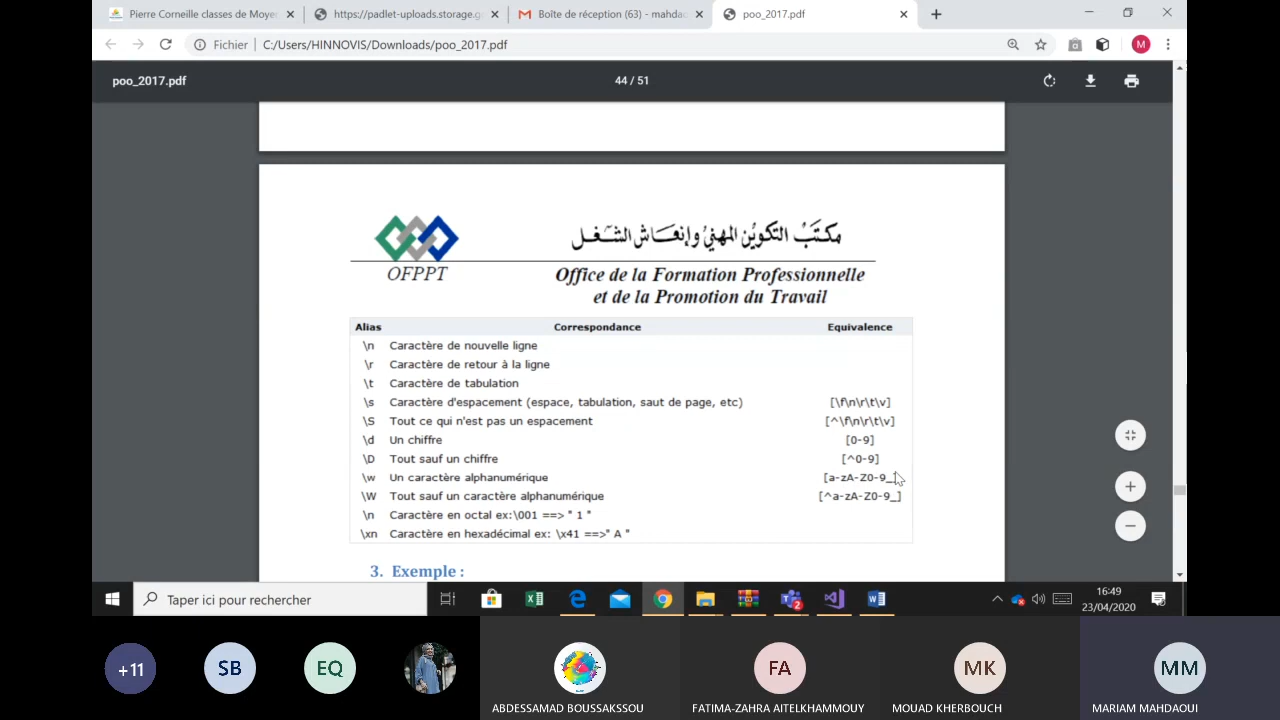 Pierre Corneille classes de Moye
https://padlet-uploads.storage.g
Boîte de réception (63) - mahda
poo_2017.pdf
Fichier
C:/Users/HINNOVIS/Downloads/poo_2017.pdf
M
poo_2017.pdf
44 / 51
OFPPT
مكتب التكوين المهني وإنعاش الشغل
Office de la Formation Professionnelle
et de la Promotion du Travail
Alias Correspondance Equivalence
\n Caractère de nouvelle ligne
\r Caractère de retour à la ligne
\t Caractère de tabulation
\s Caractère d'espacement (espace, tabulation, saut de page, etc) [\f\n\r\t\v]
\S Tout ce qui n'est pas un espacement [^\f\n\r\t\v]
\d Un chiffre [0-9]
\D Tout sauf un chiffre [^0-9]
\w Un caractère alphanumérique [a-zA-Z0-9_]
\W Tout sauf un caractère alphanumérique [^a-zA-Z0-9_]
\n Caractère en octal ex:\001 ==> " 1 "
\xn Caractère en hexadécimal ex: \x41 ==>" A "
3. Exemple :
Taper ici pour rechercher
2
16:49
23/04/2020
+11
SB
EQ
FA
MK
MM
ABDESSAMAD BOUSSAKSSOU
FATIMA-ZAHRA AITELKHAMMOUY
MOUAD KHERBOUCH
MARIAM MAHDAOUI